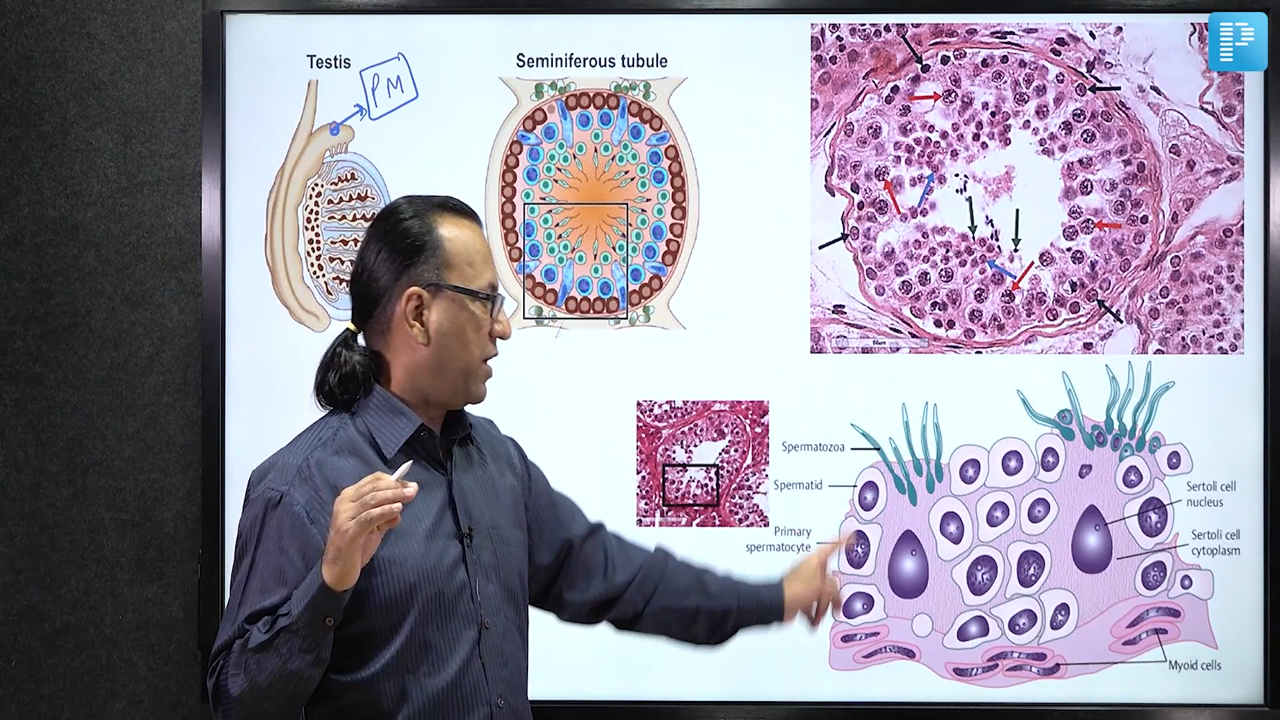 Testis
PM
Seminiferous tubule
Spermatozoa
Spermatid
Primary
spermatocyte
Sertoli cell
nucleus
Sertoli cell
cytoplasm
Myoid cells
P